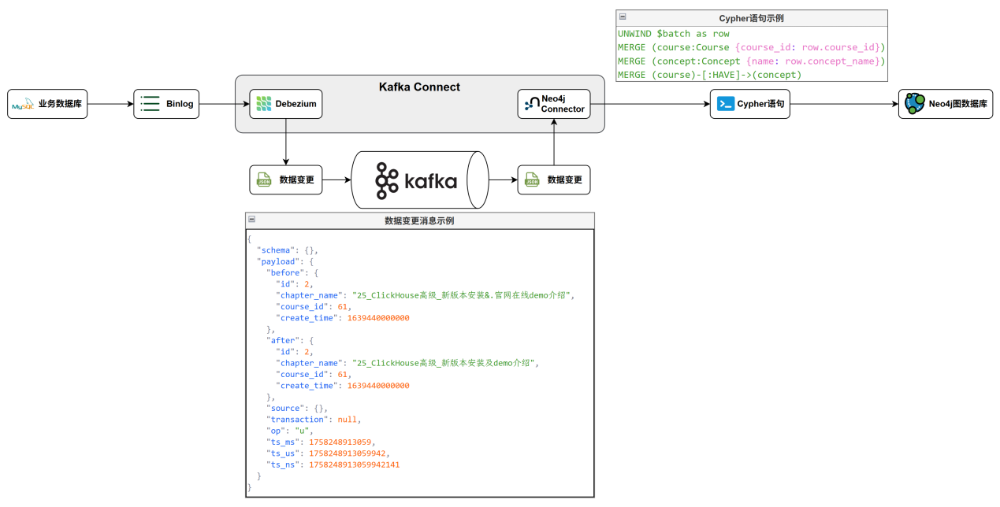 Cypher语句示例
UNWIND $batch as row
MERGE (course:Course {course_id: row.course_id})
MERGE (concept:Concept {name: row.concept_name})
MERGE (course)-[:HAVE]->(concept)
Kafka Connect
MySQL 业务数据库
Binlog
Debezium
Neo4j
Connector
Cypher语句
Neo4j图数据库
JSON 数据变更
kafka
JSON 数据变更
数据变更消息示例
{
"schema": {},
"payload": {
"before": {
"id": 2,
"chapter_name": "25_ClickHouse高级_新版本安装&.官网在线demo介绍",
"course_id": 61,
"create_time": 1639440000000
},
"after": {
"id": 2,
"chapter_name": "25_ClickHouse高级_新版本安装及demo介绍",
"course_id": 61,
"create_time": 1639440000000
},
"source": {},
"transaction": null,
"op": "u",
"ts_ms": 1758248913059,
"ts_us": 1758248913059942,
"ts_ns": 1758248913059942141
}
}